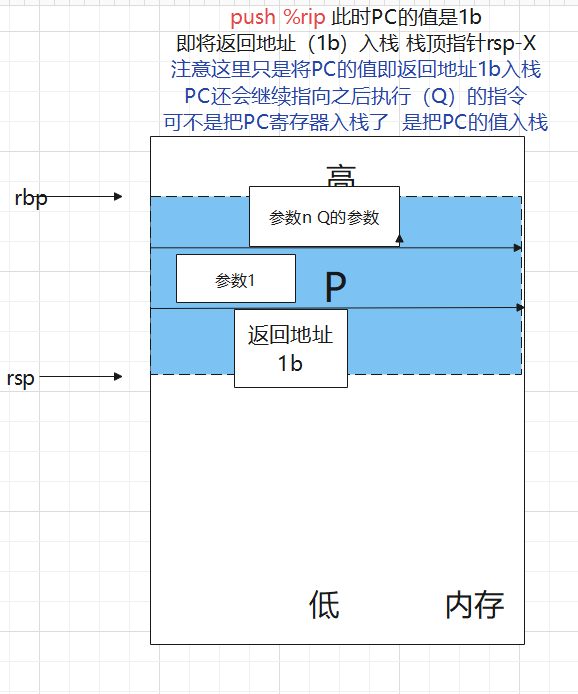 push %rip 此时PC的值是1b
即将返回地址（1b）入栈 栈顶指针rsp-X
注意这里只是将PC的值即返回地址1b入栈
PC还会继续指向之后执行（Q）的指令
可不是把PC寄存器入栈了 是把PC的值入栈
高
rbp
参数n Q的参数
参数1
P
返回地址
1b
rsp
低
内存